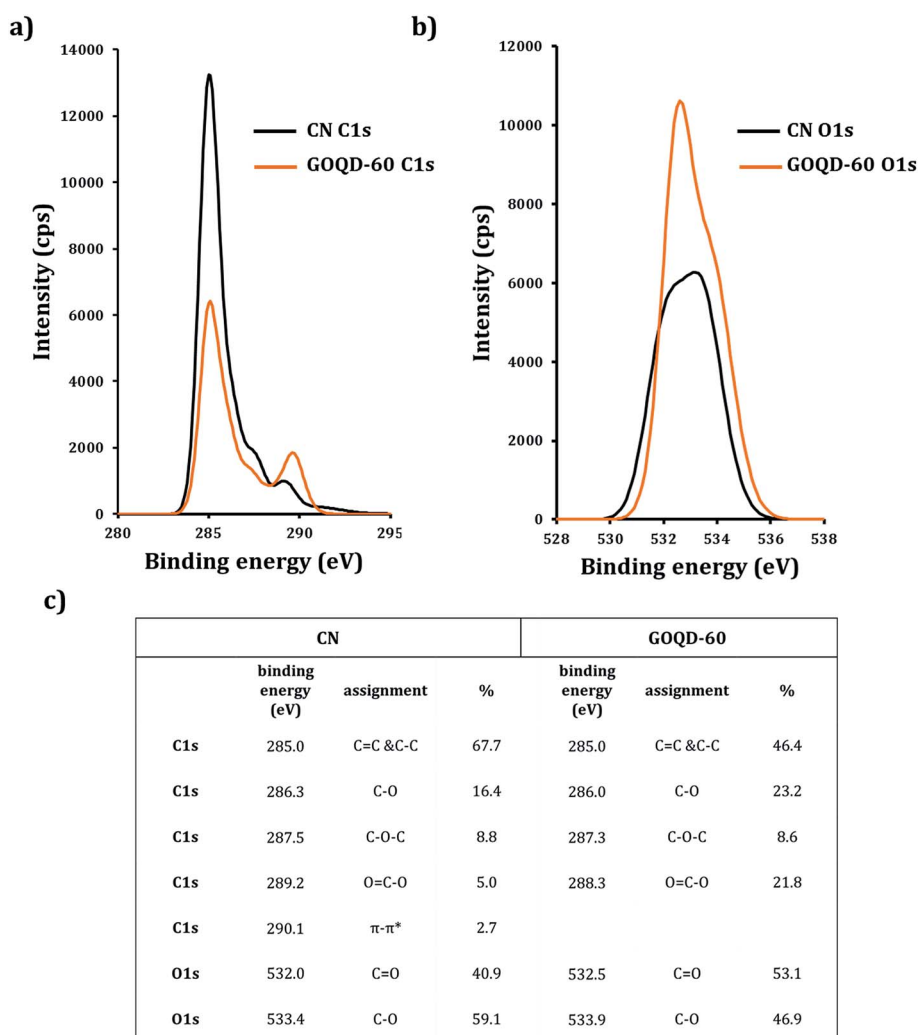 a)
14000
12000
10000
8000
6000
4000
2000
0
280 285 290 295
Intensity (cps)
Binding energy (eV)
CN C1s
GOQD-60 C1s
b)
12000
10000
8000
6000
4000
2000
0
528 530 532 534 536 538
Intensity (cps)
Binding energy (eV)
CN O1s
GOQD-60 O1s
c)
CN GOQD-60
binding energy (eV) assignment % binding energy (eV) assignment %
C1s 285.0 C=C &C-C 67.7 285.0 C=C &C-C 46.4
C1s 286.3 C-O 16.4 286.0 C-O 23.2
C1s 287.5 C-O-C 8.8 287.3 C-O-C 8.6
C1s 289.2 O=C-O 5.0 288.3 O=C-O 21.8
C1s 290.1 π-π* 2.7
O1s 532.0 C=O 40.9 532.5 C=O 53.1
O1s 533.4 C-O 59.1 533.9 C-O 46.9